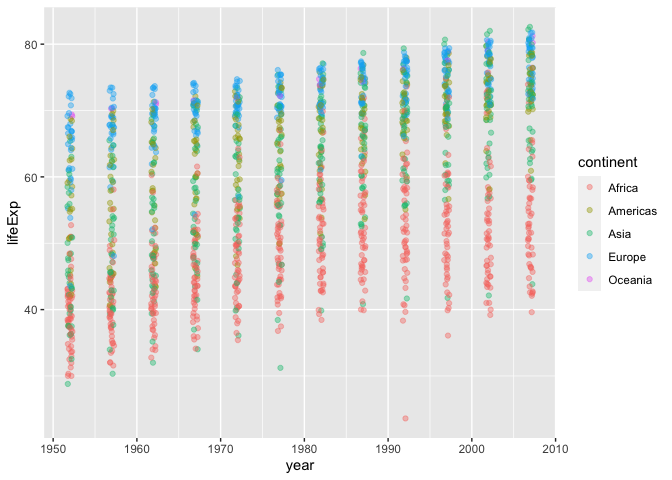 80
60
40
lifeExp
1950 1960 1970 1980 1990 2000 2010
year
continent
Africa
Americas
Asia
Europe
Oceania